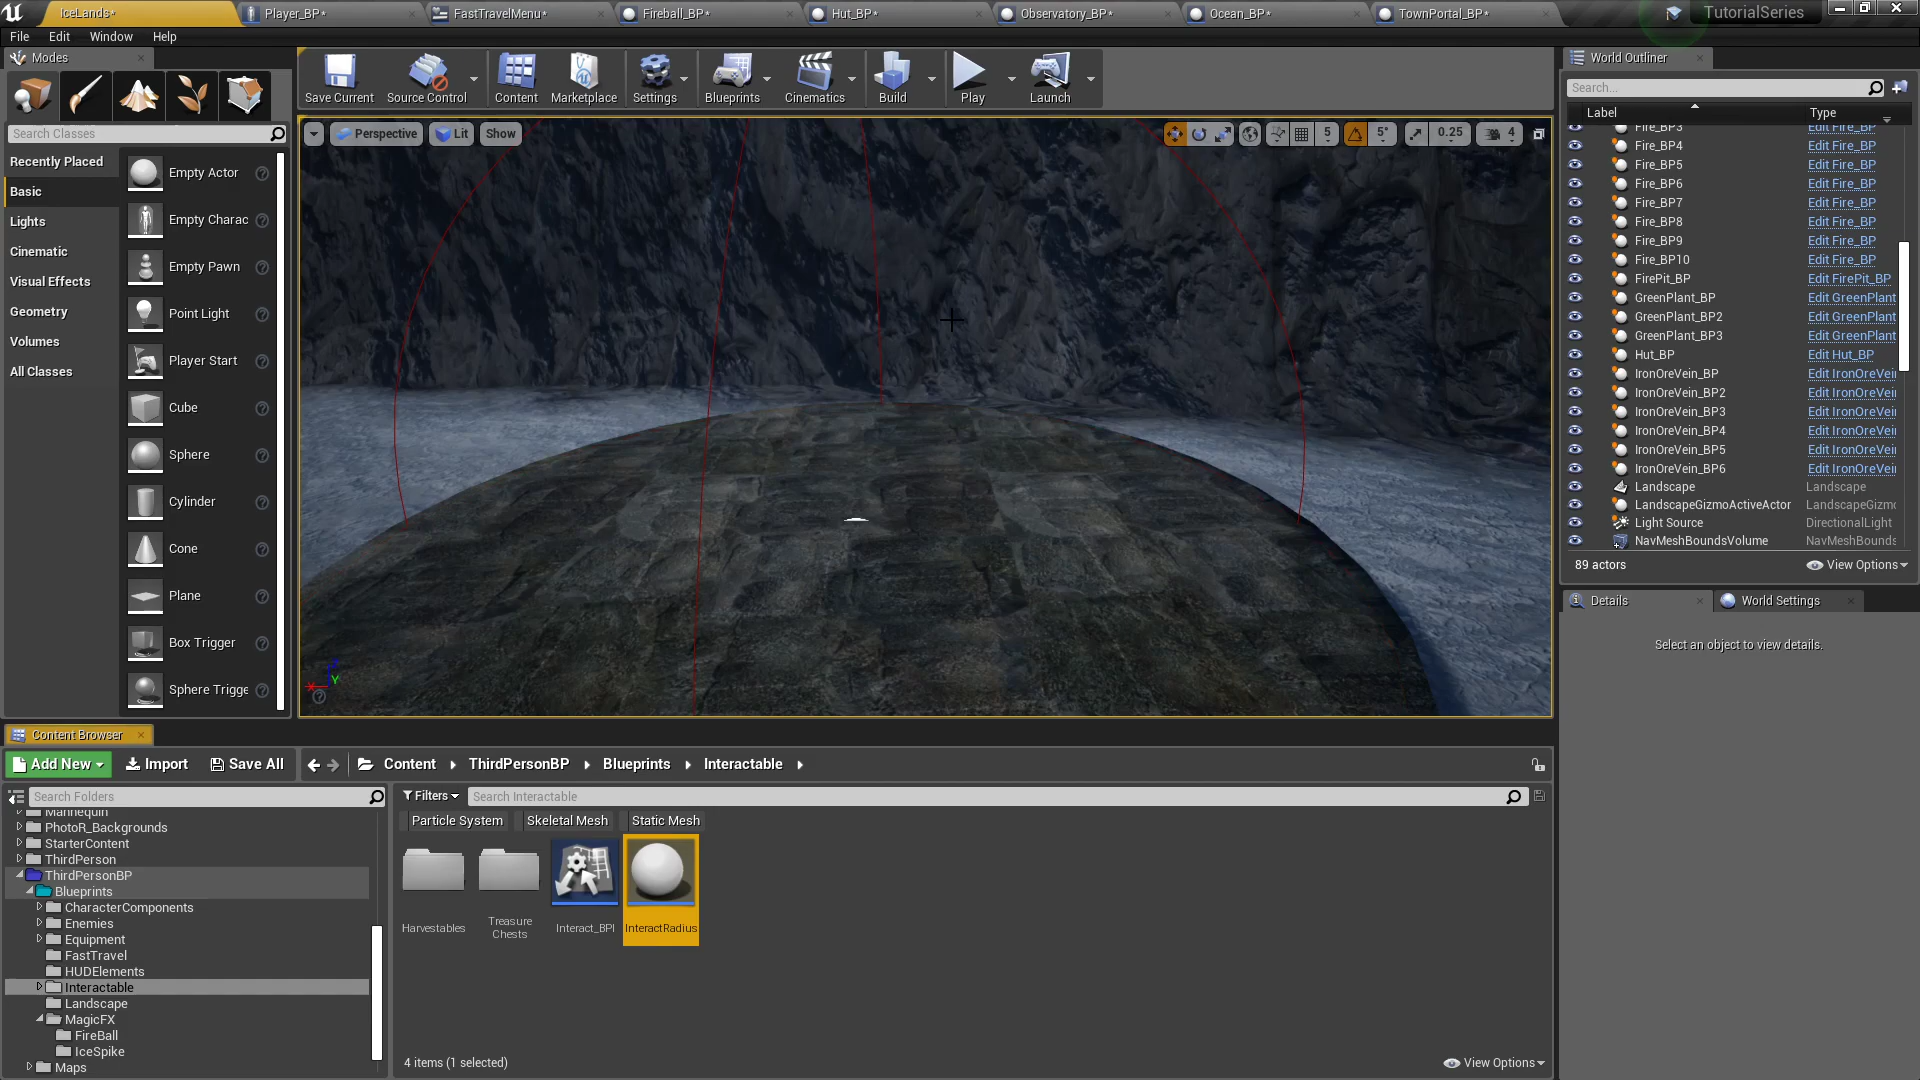 IceLands*
Player_BP*
FastTravelMenu*
Fireball_BP*
Hut_BP*
Observatory_BP*
Ocean_BP*
TownPortal_BP*
TutorialSeries
File Edit Window Help
Modes
Search Classes
Recently Placed
Basic
Lights
Cinematic
Visual Effects
Geometry
Volumes
All Classes
Empty Actor
Empty Charac
Empty Pawn
Point Light
Player Start
Cube
Sphere
Cylinder
Cone
Plane
Box Trigger
Sphere Trigge
Save Current
Source Control
Content
Marketplace
Settings
Blueprints
Cinematics
Build
Play
Launch
Perspective
Lit
Show
5
5°
0.25
4
X
Y
World Outliner
Search...
Label Type
Fire_BP3 Edit Fire_BP
Fire_BP4 Edit Fire_BP
Fire_BP5 Edit Fire_BP
Fire_BP6 Edit Fire_BP
Fire_BP7 Edit Fire_BP
Fire_BP8 Edit Fire_BP
Fire_BP9 Edit Fire_BP
Fire_BP10 Edit Fire_BP
FirePit_BP Edit FirePit_BP
GreenPlant_BP Edit GreenPlant
GreenPlant_BP2 Edit GreenPlant
GreenPlant_BP3 Edit GreenPlant
Hut_BP Edit Hut_BP
IronOreVein_BP Edit IronOreVei
IronOreVein_BP2 Edit IronOreVei
IronOreVein_BP3 Edit IronOreVei
IronOreVein_BP4 Edit IronOreVei
IronOreVein_BP5 Edit IronOreVei
IronOreVein_BP6 Edit IronOreVei
Landscape Landscape
LandscapeGizmoActiveActor LandscapeGizmo
Light Source DirectionalLight
NavMeshBoundsVolume NavMeshBounds
89 actors
View Options
Details
World Settings
Select an object to view details.
Content Browser
Add New
Import
Save All
Content
ThirdPersonBP
Blueprints
Interactable
Search Folders
Mannequin
PhotoR_Backgrounds
StarterContent
ThirdPerson
ThirdPersonBP
Blueprints
CharacterComponents
Enemies
Equipment
FastTravel
HUDElements
Interactable
Landscape
MagicFX
FireBall
IceSpike
Maps
Filters
Search Interactable
Particle System
Skeletal Mesh
Static Mesh
Harvestables
Treasure
Chests
Interact_BPI
InteractRadius
4 items (1 selected)
View Options